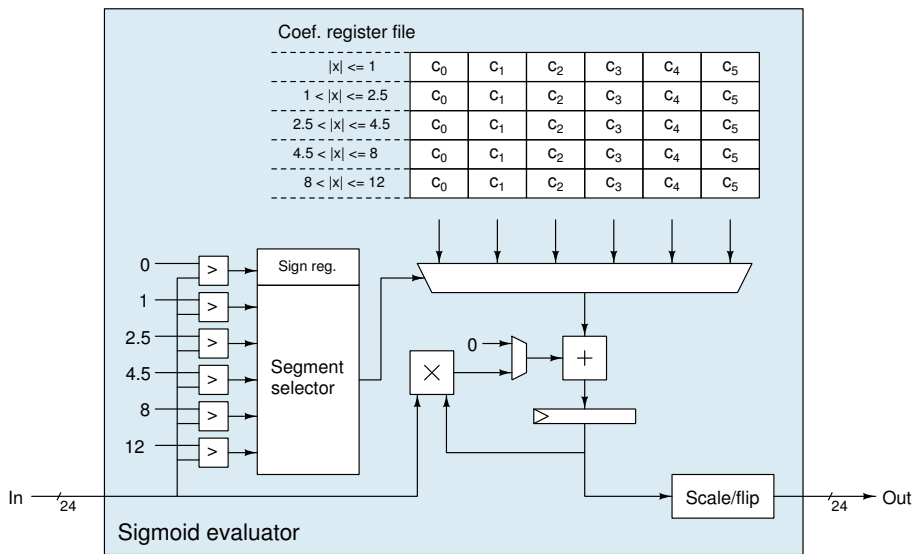 Coef. register file
|x| <= 1 c₀ c₁ c₂ c₃ c₄ c₅
1 < |x| <= 2.5 c₀ c₁ c₂ c₃ c₄ c₅
2.5 < |x| <= 4.5 c₀ c₁ c₂ c₃ c₄ c₅
4.5 < |x| <= 8 c₀ c₁ c₂ c₃ c₄ c₅
8 < |x| <= 12 c₀ c₁ c₂ c₃ c₄ c₅
0 > Sign reg.
1 >
2.5 >
4.5 >
8 >
12 >
Segment
selector
0
×
+
In
24
Scale/flip
24
Out
Sigmoid evaluator